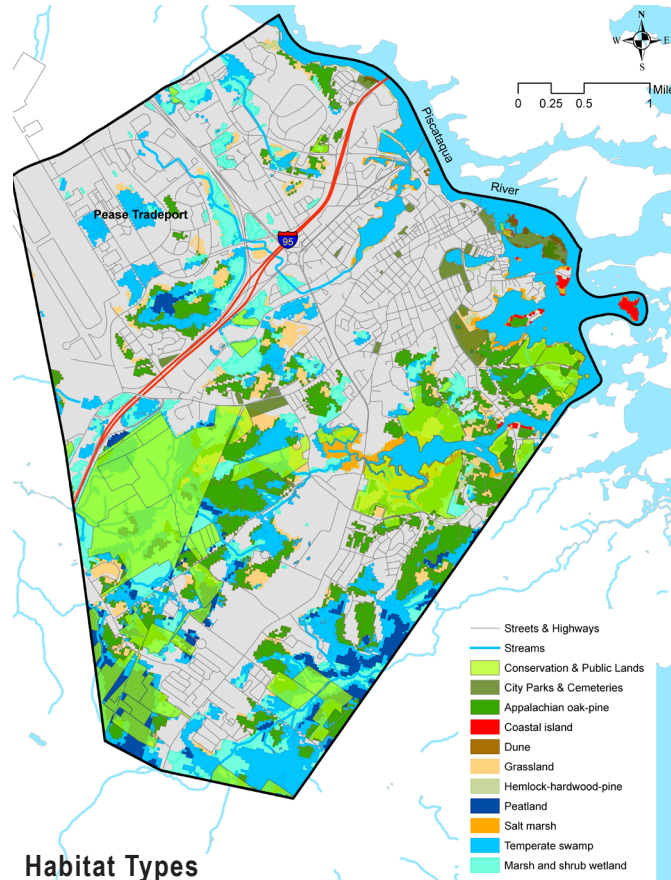 N
W E
S
Mile
0 0.25 0.5 1
Piscataqua
River
Pease Tradeport
95
Streets & Highways
Streams
Conservation & Public Lands
City Parks & Cemeteries
Appalachian oak-pine
Coastal island
Dune
Grassland
Hemlock-hardwood-pine
Peatland
Salt marsh
Temperate swamp
Marsh and shrub wetland
Habitat Types